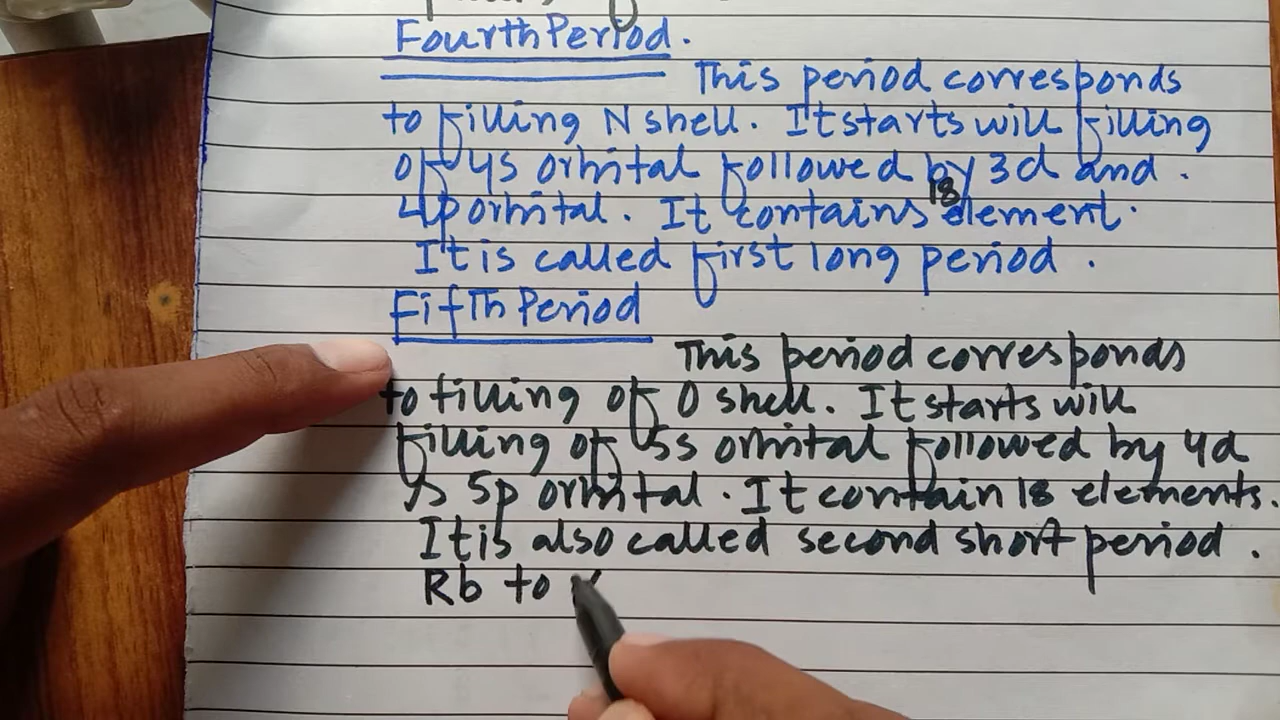 Fourth Period.
This period corresponds
to filling N shell. It starts will filling
of 4s orbital followed by 3d and.
4p orbital. It contains 18 element.
It is called first long period.
Fifth Period
This period corresponds
to filling of O shell. It starts will
filling of 5s orbital followed by 4d
5p orbital. It contain 18 elements.
It is also called second short period.
Rb to